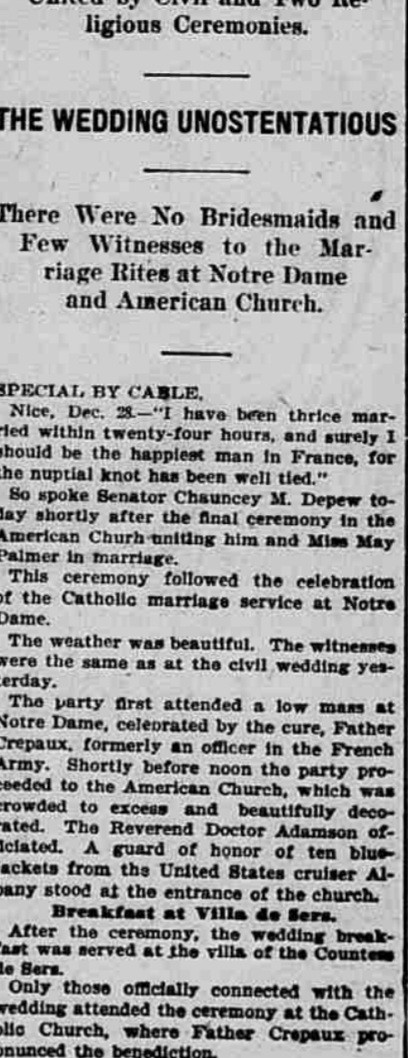 United by Civil and Two Re-
ligious Ceremonies.
THE WEDDING UNOSTENTATIOUS
There Were No Bridesmaids and
Few Witnesses to the Mar-
riage Rites at Notre Dame
and American Church.
SPECIAL BY CABLE.
Nice, Dec. 28.—"I have been thrice mar-
ried within twenty-four hours, and surely I
should be the happiest man in France, for
the nuptial knot has been well tied."
So spoke Senator Chauncey M. Depew to-
day shortly after the final ceremony in the
American Churh uniting him and Miss May
Palmer in marriage.
This ceremony followed the celebration
of the Catholic marriage service at Notre
Dame.
The weather was beautiful. The witnesses
were the same as at the civil wedding yes-
terday.
The party first attended a low mass at
Notre Dame, celebrated by the cure, Father
Crepaux, formerly an officer in the French
Army. Shortly before noon the party pro-
ceeded to the American Church, which was
crowded to excess and beautifully deco-
rated. The Reverend Doctor Adamson of-
ficiated. A guard of honor of ten blue-
jackets from the United States cruiser Al-
bany stood at the entrance of the church.
Breakfast at Villa de Sers.
After the ceremony, the wedding break-
fast was served at the villa of the Countess
de Sers.
Only those officially connected with the
wedding attended the ceremony at the Cath-
olic Church, where Father Crepaux pro-
nounced the benediction.